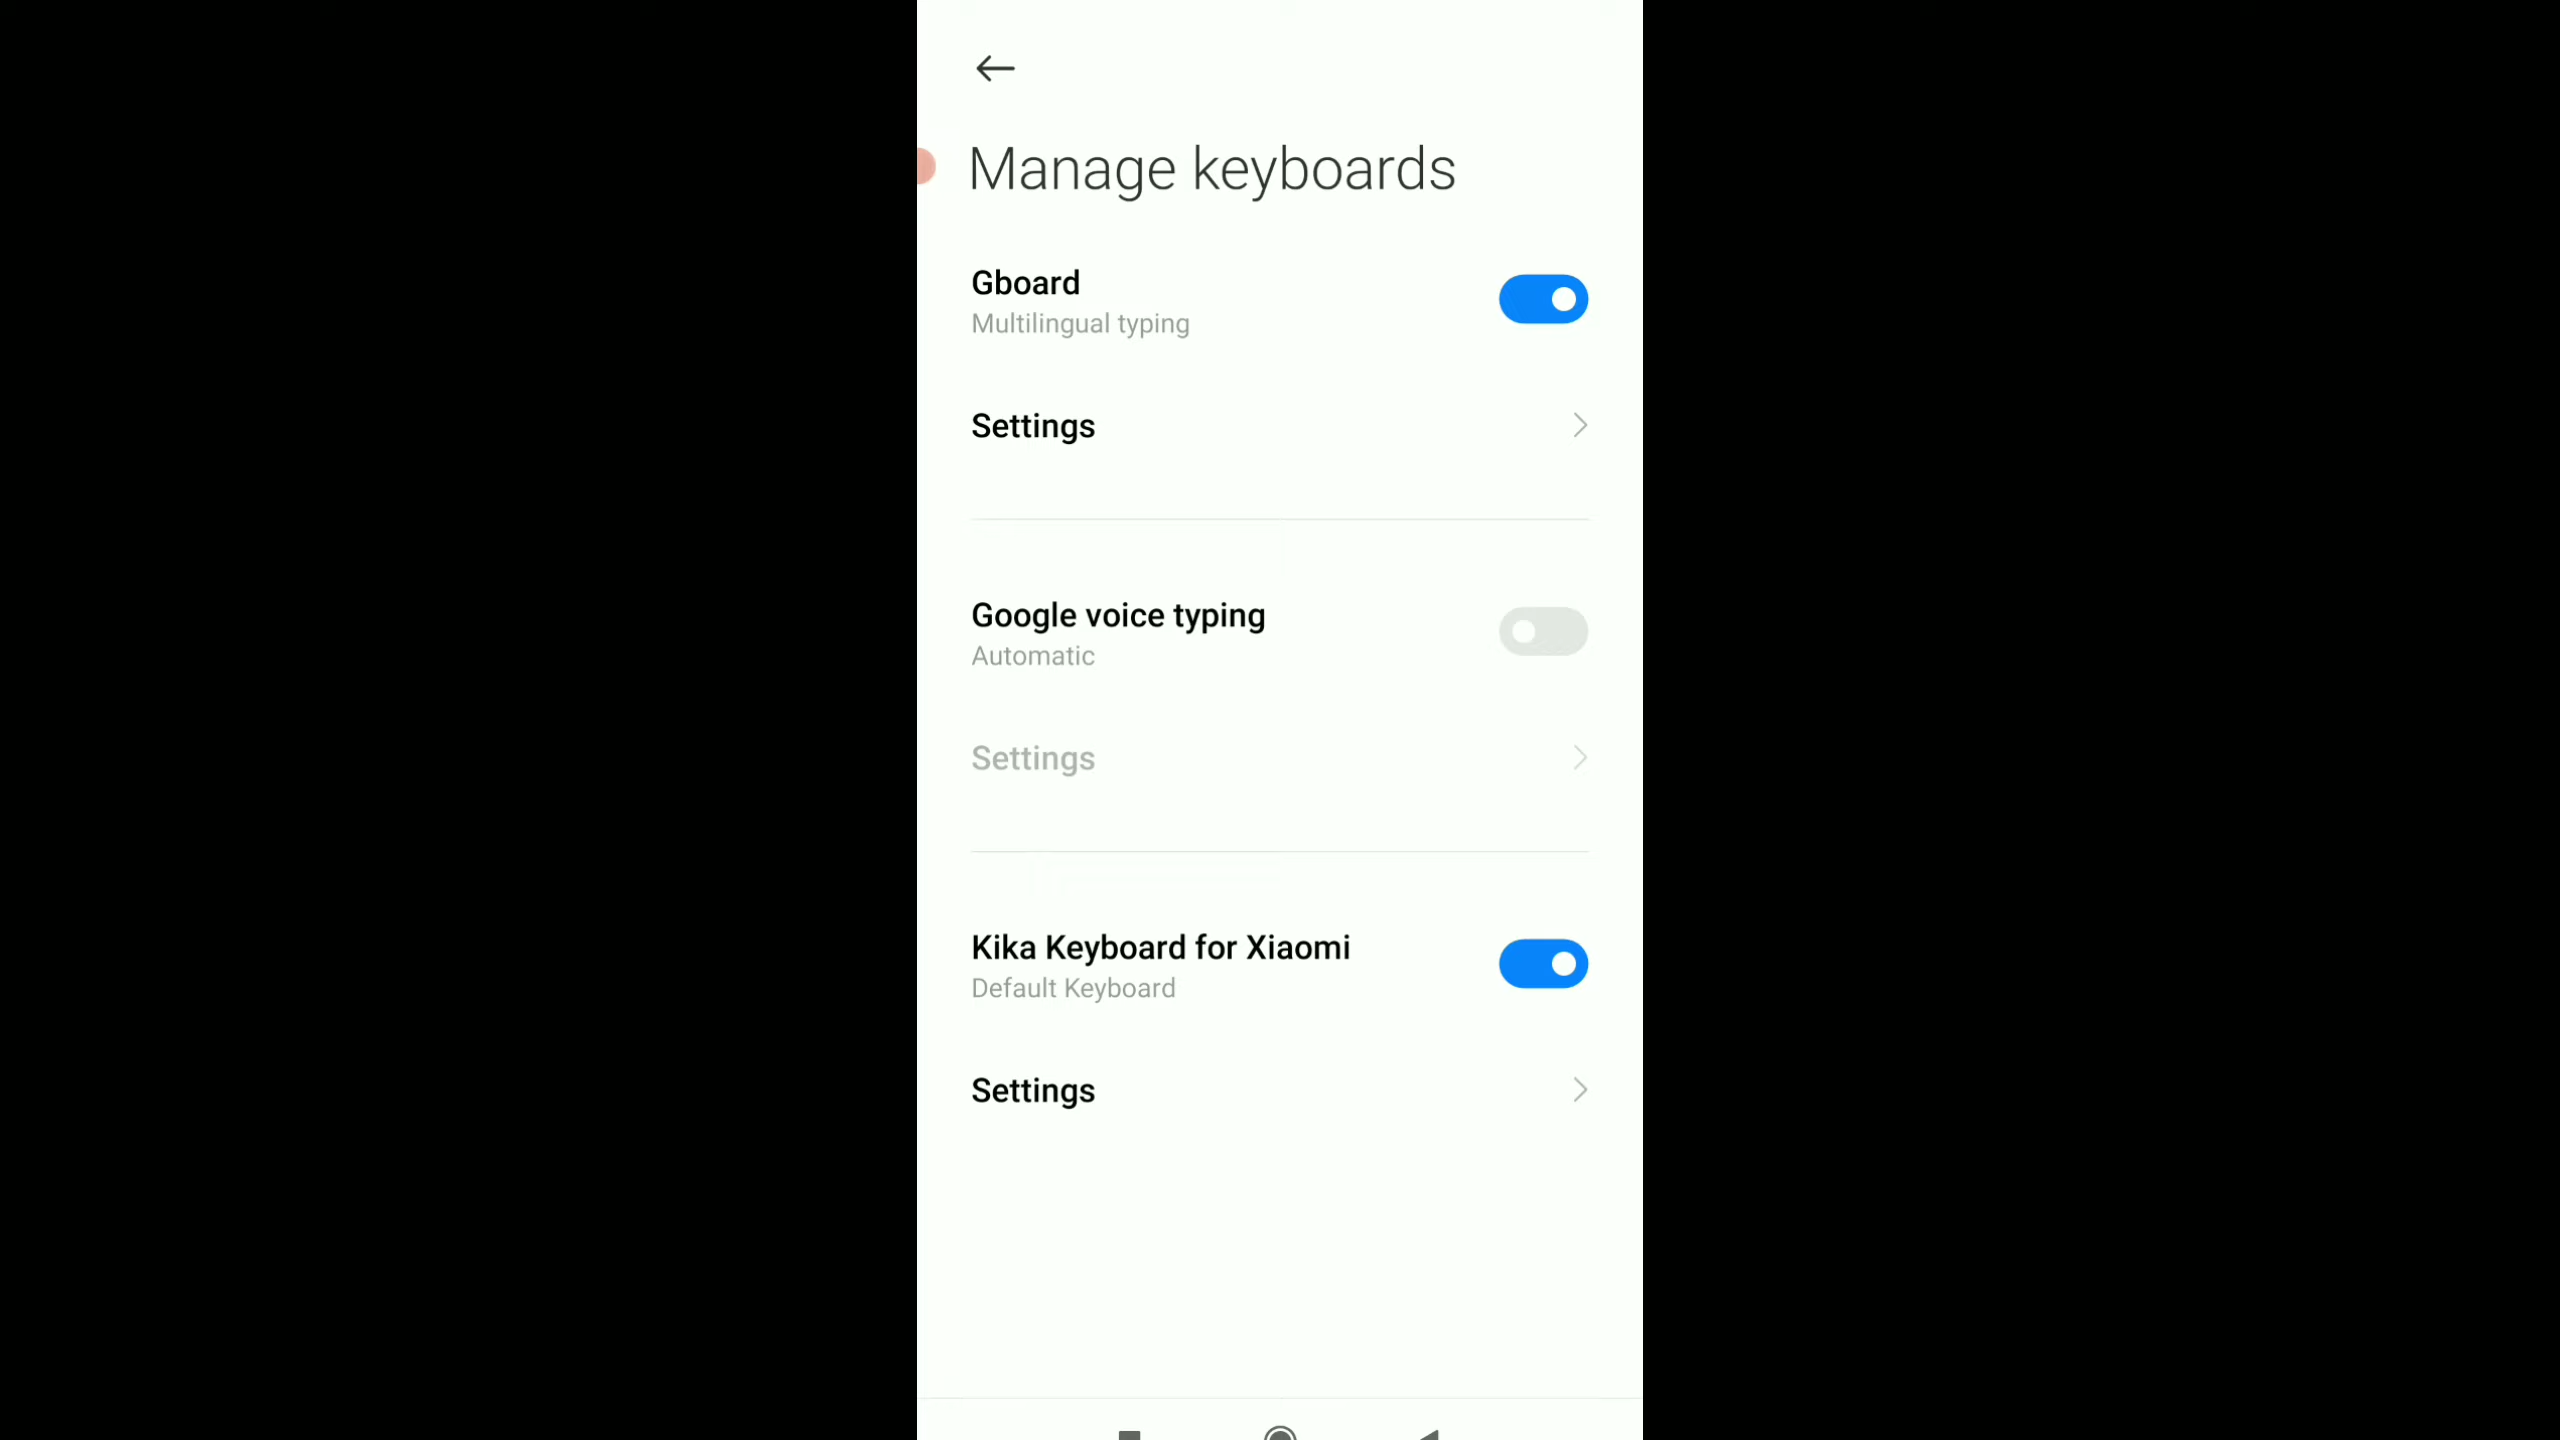 Manage keyboards
Gboard
Multilingual typing
Settings
Google voice typing
Automatic
Settings
Kika Keyboard for Xiaomi
Default Keyboard
Settings